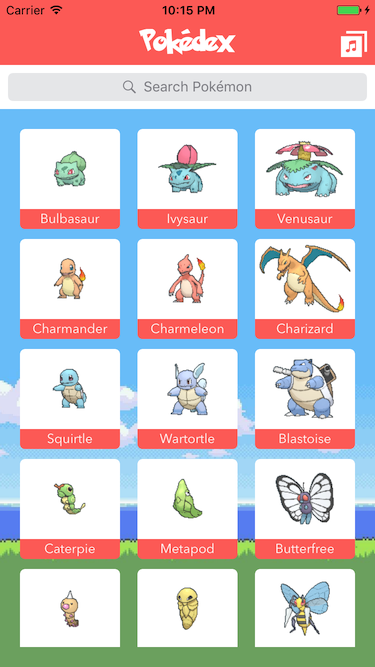 Carrier 10:15 PM
Pokédex
Search Pokémon
Bulbasaur Ivysaur Venusaur
Charmander Charmeleon Charizard
Squirtle Wartortle Blastoise
Caterpie Metapod Butterfree